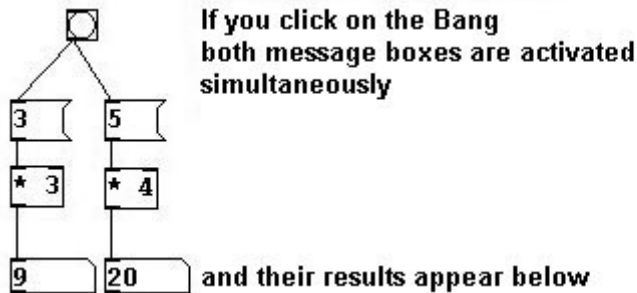 If you click on the Bang
both message boxes are activated
simultaneously
3 5
* 3 * 4
9 20 and their results appear below